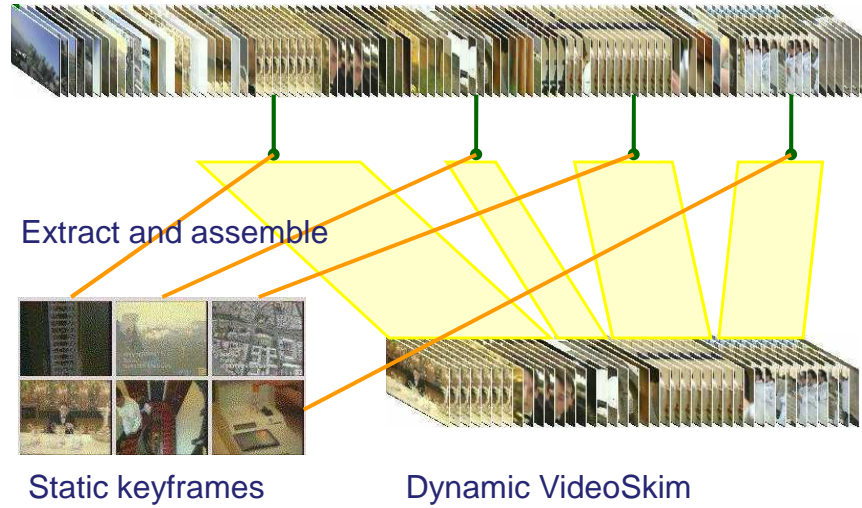 Extract and assemble
Static keyframes
Dynamic VideoSkim